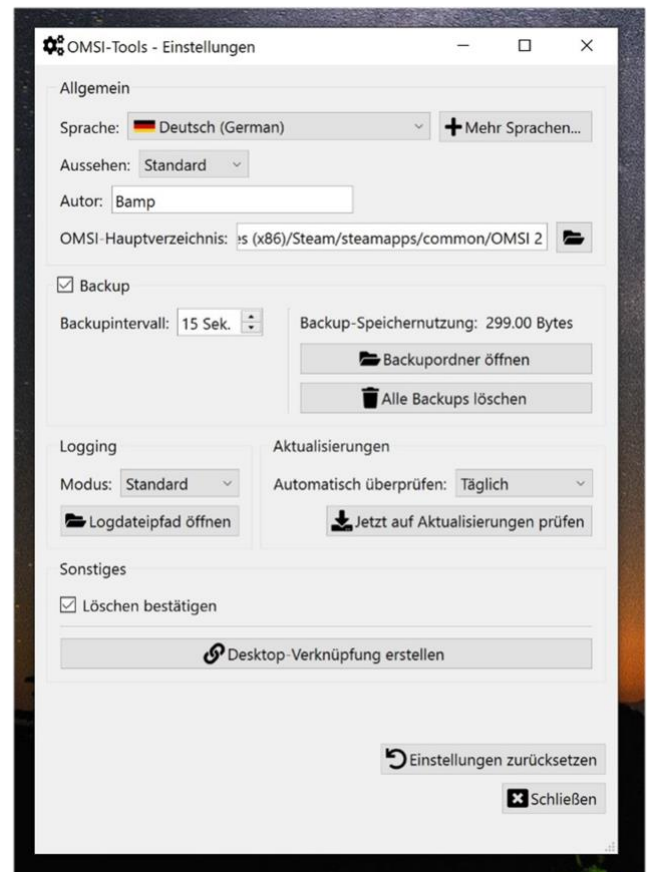 OMSI-Tools - Einstellungen
Allgemein
Sprache: Deutsch (German) Mehr Sprachen...
Aussehen: Standard
Autor: Bamp
OMSI-Hauptverzeichnis: (x86)/Steam/steamapps/common/OMSI 2
Backup
Backupintervall: 15 Sek. Backup-Speichernutzung: 299.00 Bytes
Backupordner öffnen
Alle Backups löschen
Logging Aktualisierungen
Modus: Standard Automatisch überprüfen: Täglich
Logdateipfad öffnen Jetzt auf Aktualisierungen prüfen
Sonstiges
Löschen bestätigen
Desktop-Verknüpfung erstellen
Einstellungen zurücksetzen
Schließen